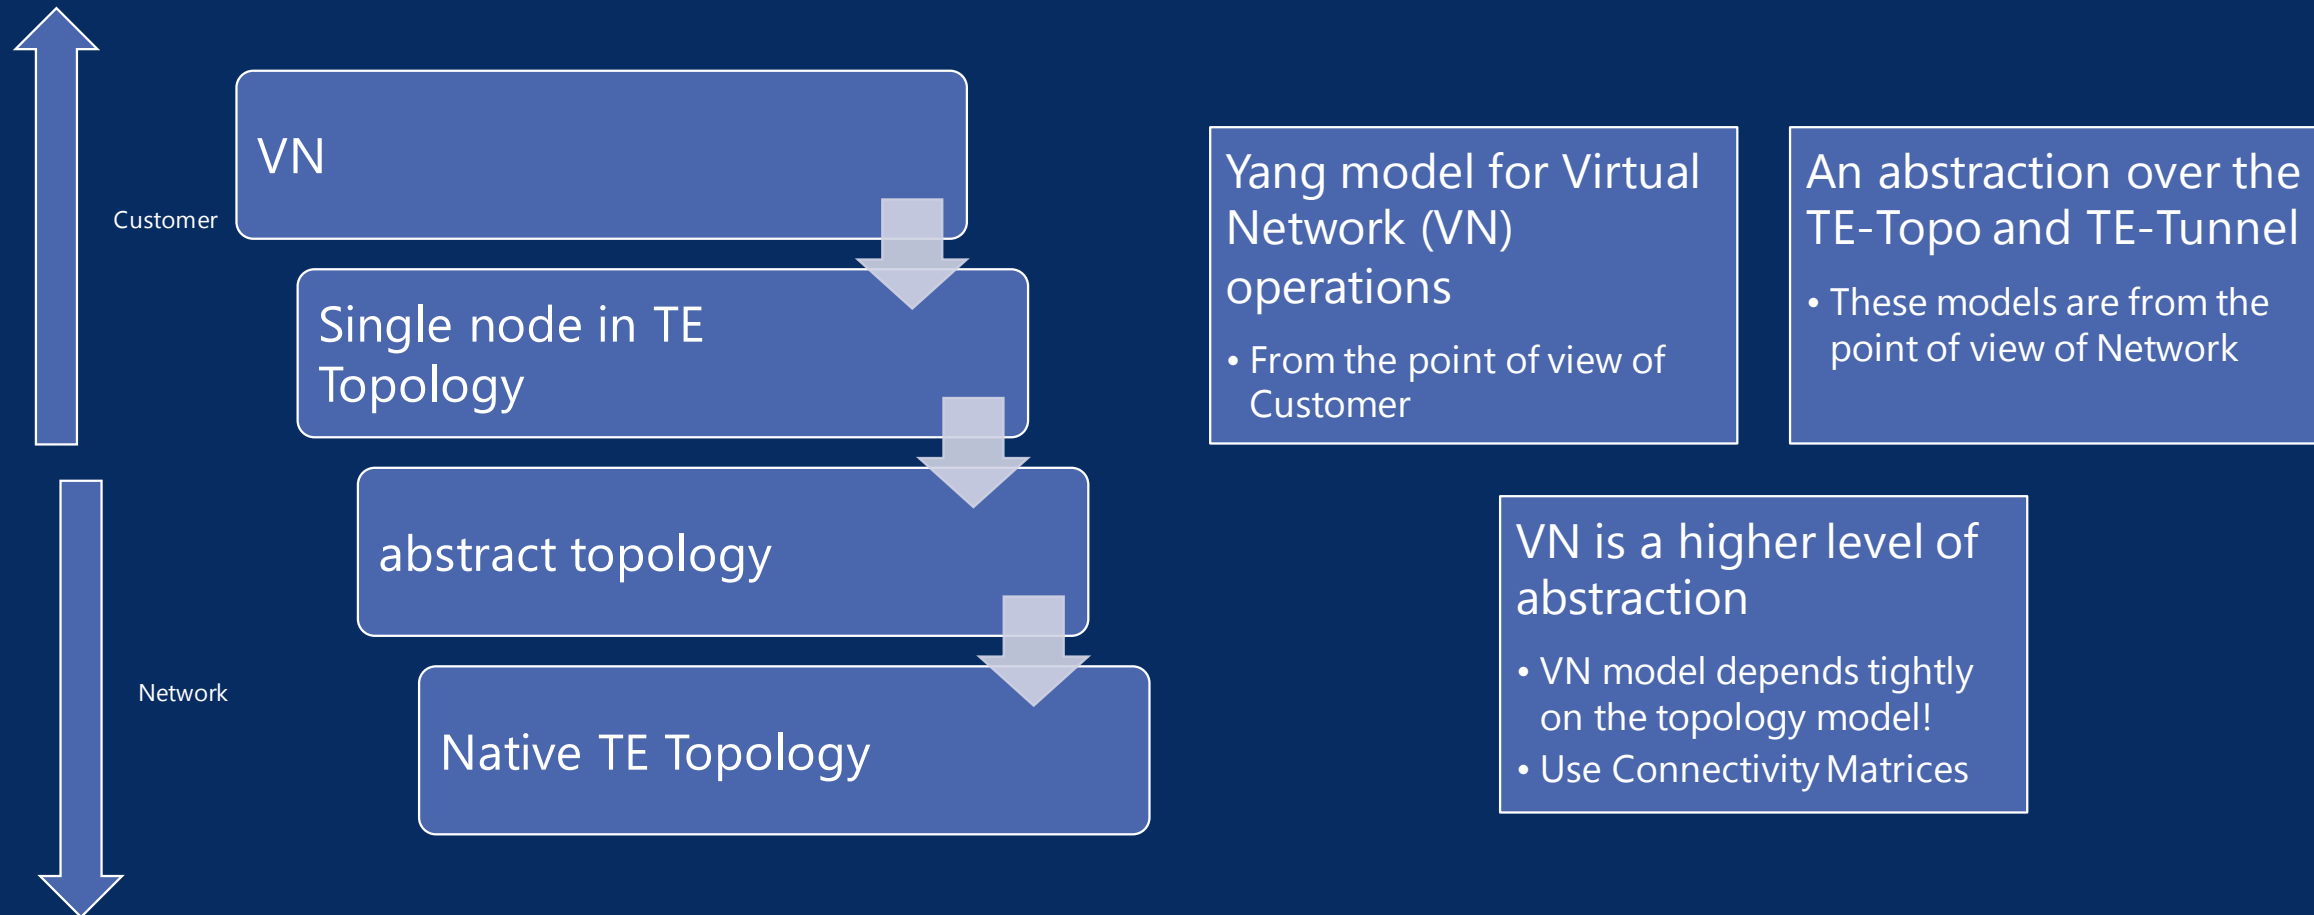 Customer
VN
Single node in TE
Topology
abstract topology
Network
Native TE Topology
Yang model for Virtual
Network (VN)
operations
• From the point of view of
Customer
An abstraction over the
TE-Topo and TE-Tunnel
• These models are from the
point of view of Network
VN is a higher level of
abstraction
• VN model depends tightly
on the topology model!
• Use Connectivity Matrices